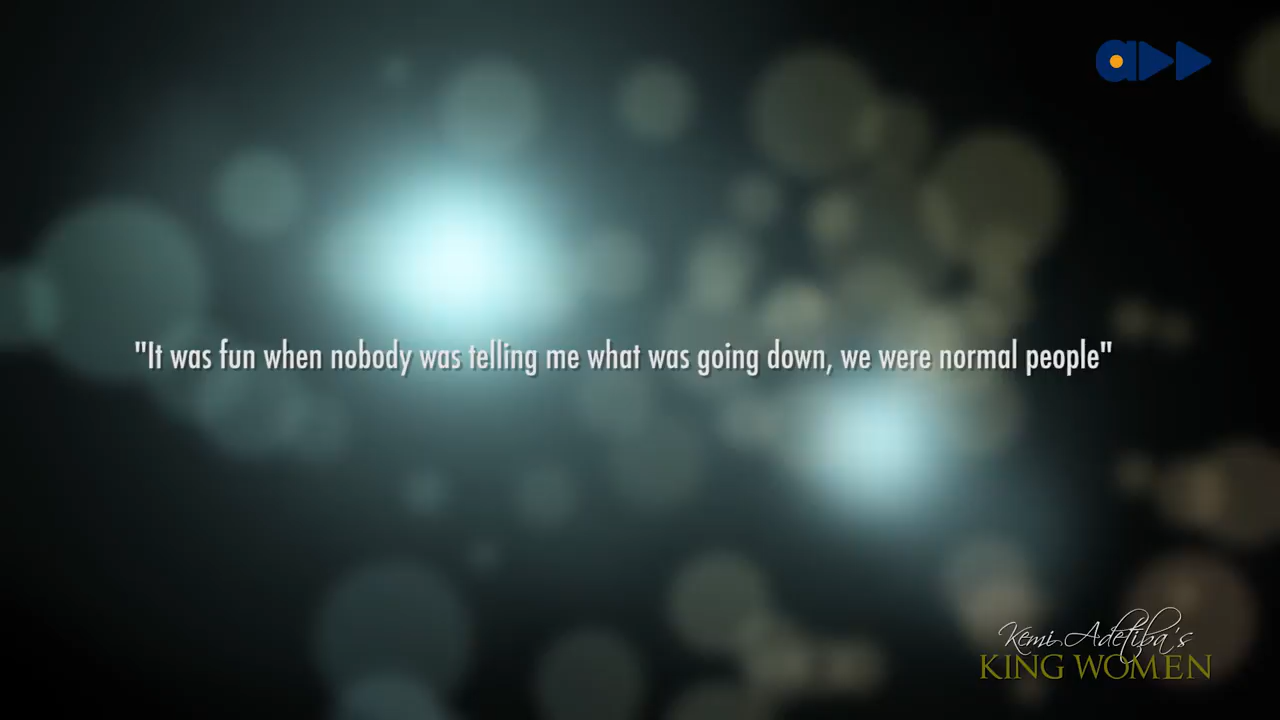 "It was fun when nobody was telling me what was going down, we were normal people"
Kemi Adetiba's
KING WOMEN